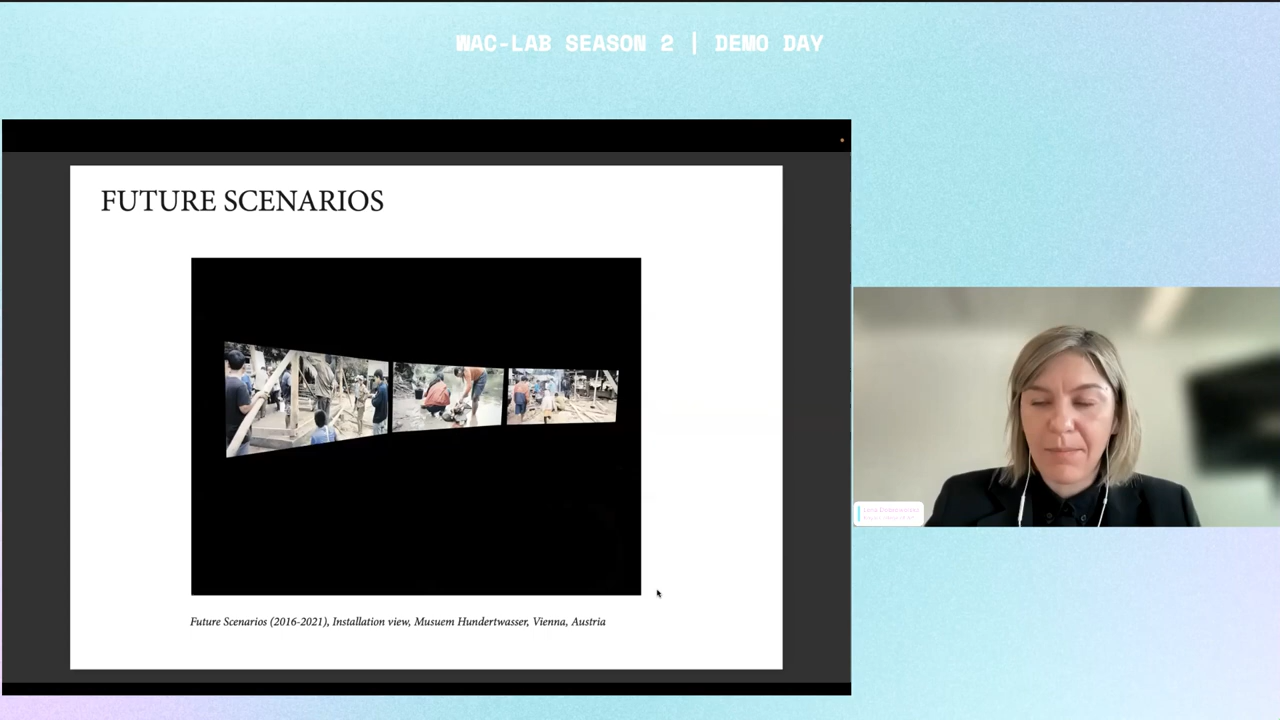 WAC-LAB SEASON 2 | DEMO DAY
FUTURE SCENARIOS
Future Scenarios (2016-2021), Installation view, Musuem Hundertwasser, Vienna, Austria